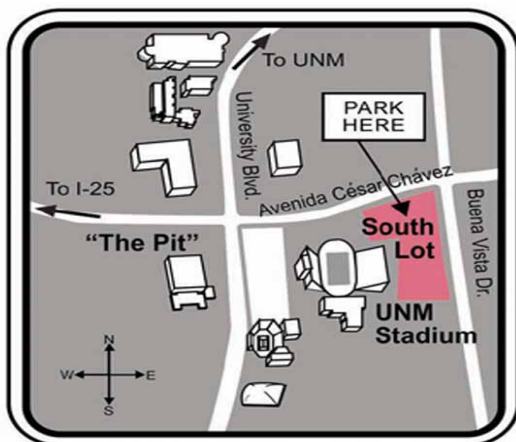 To UNM
PARK
HERE
University Blvd.
To I-25
Avenida César Chávez
"The Pit"
South
Lot
Buena Vista Dr.
UNM
Stadium
N
W E
S